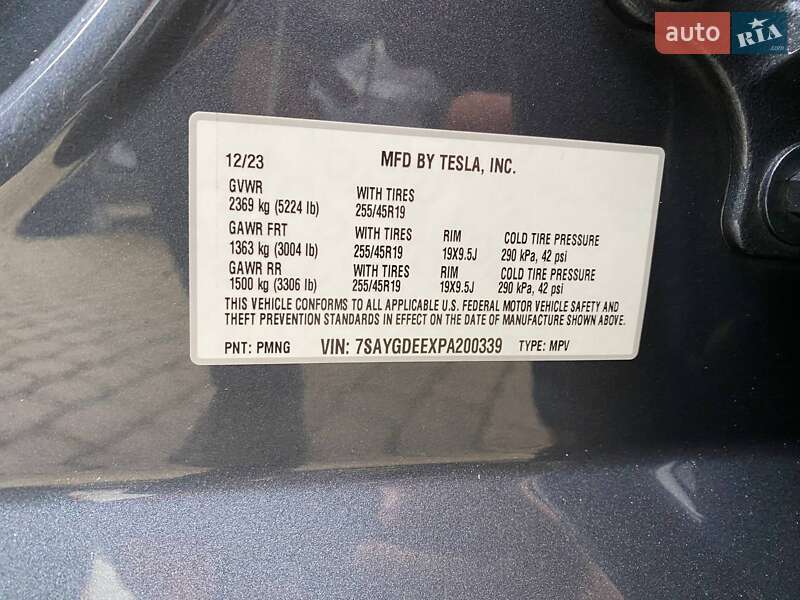 auto RIA
12/23 MFD BY TESLA, INC.
GVWR WITH TIRES
2369 kg (5224 lb) 255/45R19
GAWR FRT WITH TIRES RIM COLD TIRE PRESSURE
1363 kg (3004 lb) 255/45R19 19X9.5J 290 kPa, 42 psi
GAWR RR WITH TIRES RIM COLD TIRE PRESSURE
1500 kg (3306 lb) 255/45R19 19X9.5J 290 kPa, 42 psi
THIS VEHICLE CONFORMS TO ALL APPLICABLE U.S. FEDERAL MOTOR VEHICLE SAFETY AND
THEFT PREVENTION STANDARDS IN EFFECT ON THE DATE OF MANUFACTURE SHOWN ABOVE.
PNT: PMNG VIN: 7SAYGDEEXPA200339 TYPE: MPV